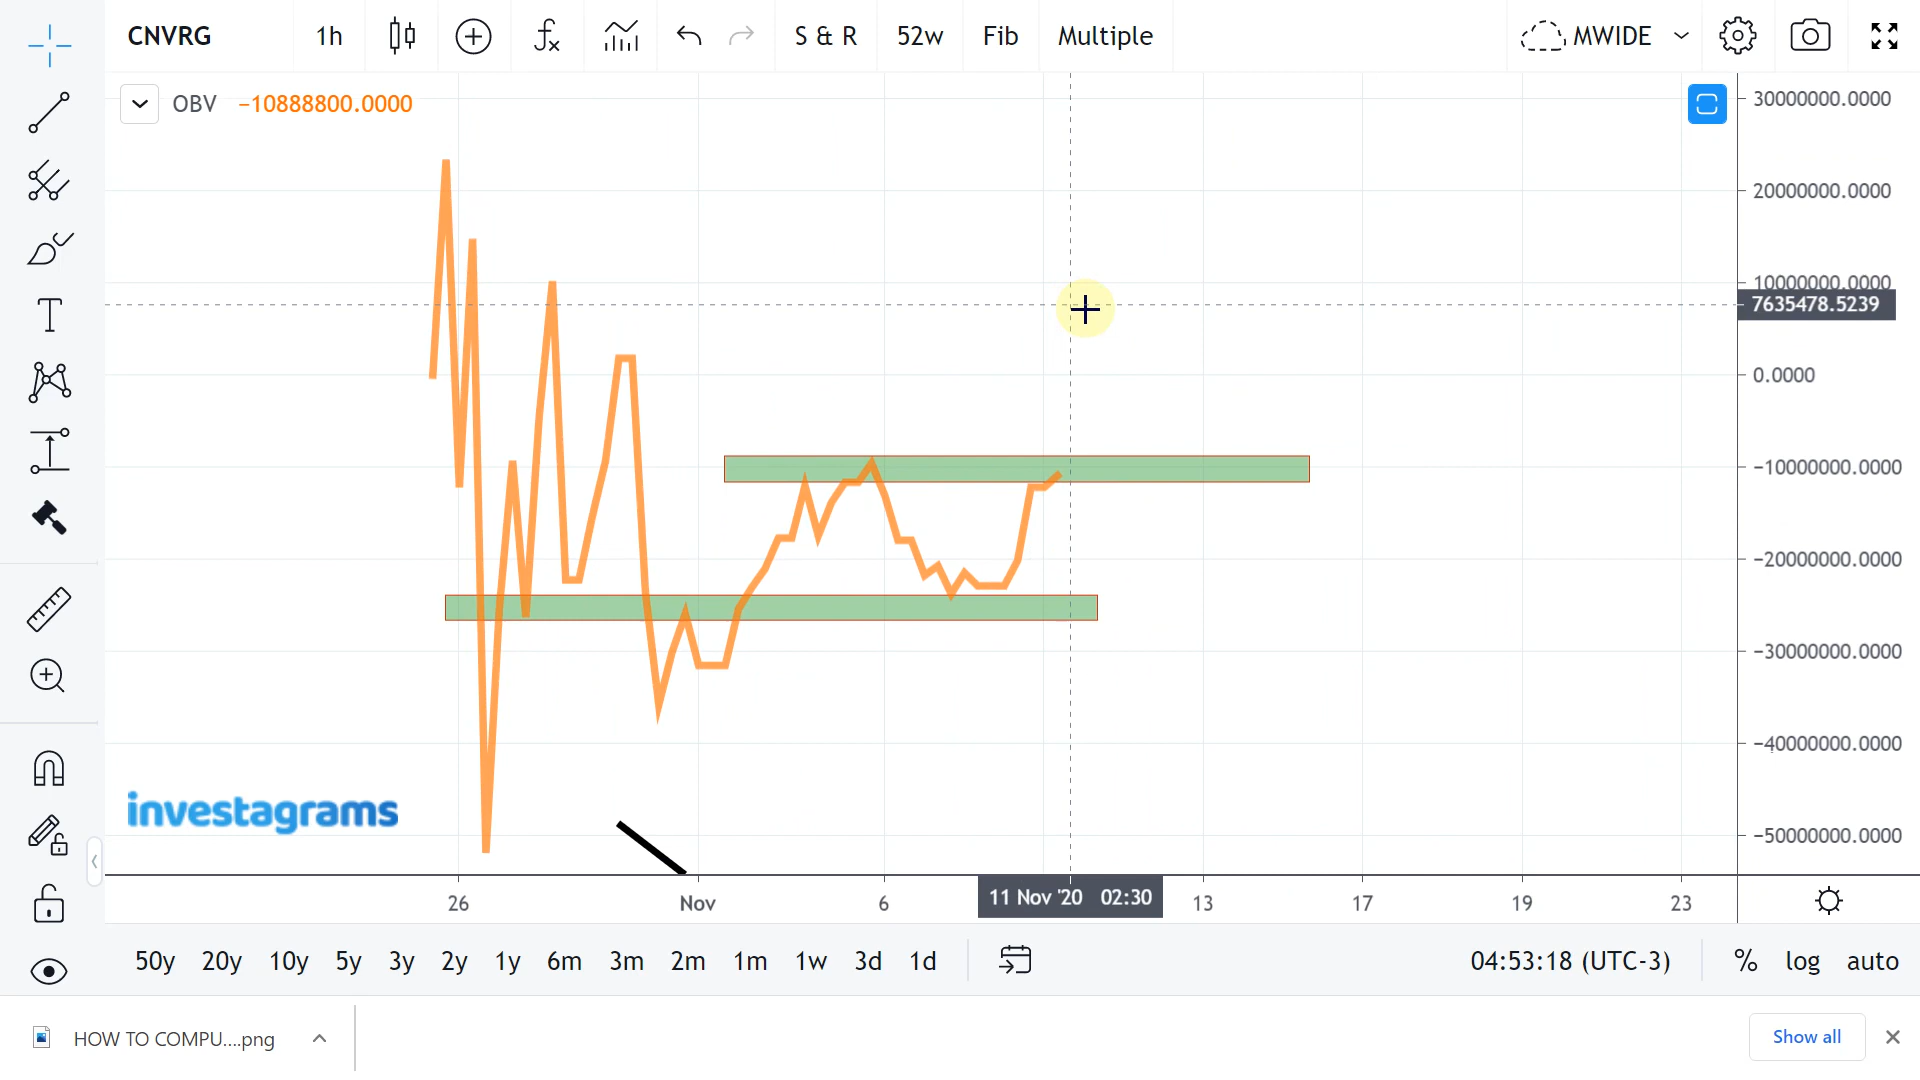 CNVRG 1h S & R 52w Fib Multiple MWIDE
OBV −10888800.0000
30000000.0000
20000000.0000
10000000.0000
7635478.5239
0.0000
−10000000.0000
−20000000.0000
−30000000.0000
−40000000.0000
−50000000.0000
investagrams
26 Nov 6 11 Nov '20 02:30 13 17 19 23
50y 20y 10y 5y 3y 2y 1y 6m 3m 2m 1m 1w 3d 1d 04:53:18 (UTC-3) % log auto
HOW TO COMPU....png Show all